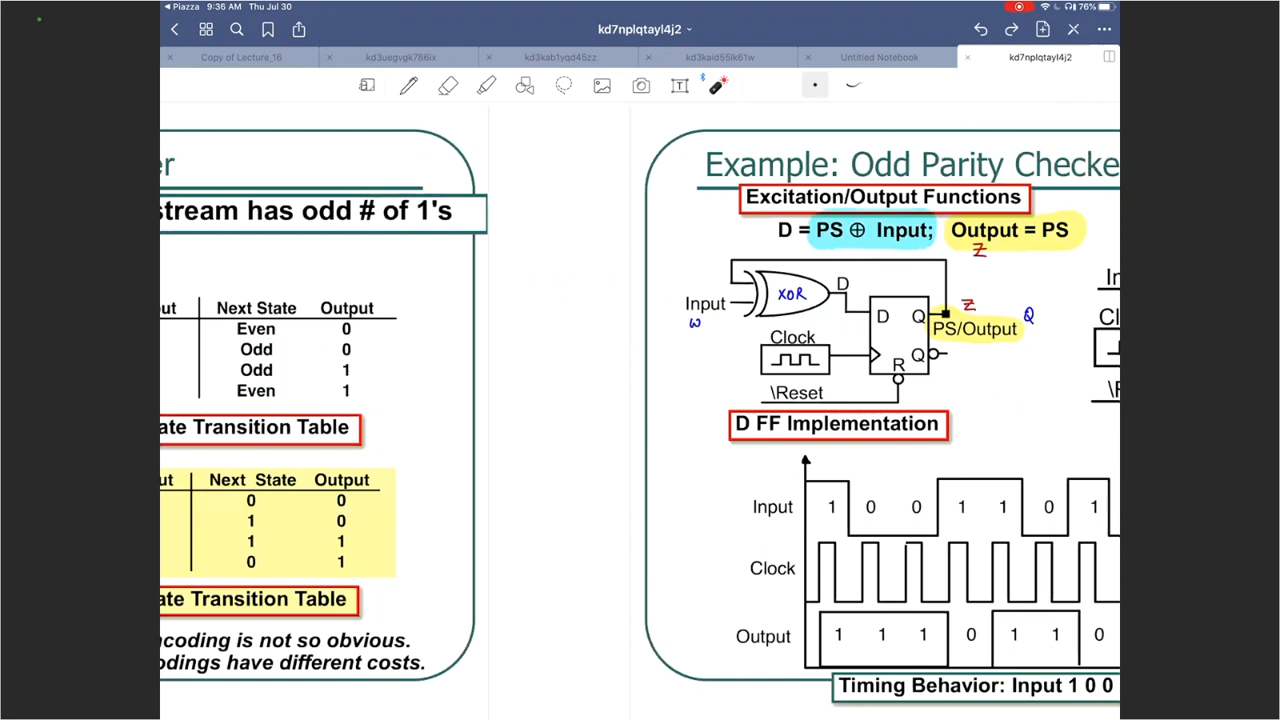 Piazza 9:36 AM Thu Jul 30
76%
kd7nplqtayl4j2
Copy of Lecture_16
kd3uegvgk786ix
kd3kab1yqd45zz
kd3kaid55lk61w
Untitled Notebook
kd7nplqtayl4j2
er
stream has odd # of 1's
ut Next State Output
Even 0
Odd 0
Odd 1
Even 1
ate Transition Table
ut Next State Output
0 0
1 0
1 1
0 1
ate Transition Table
ncoding is not so obvious.
odings have different costs.
Example: Odd Parity Checke
Excitation/Output Functions
D = PS ⊕ Input; Output = PS
Z
XOR
D
Input
w
D Q
Z
PS/Output
Q
Clock
Q
R
\Reset
D FF Implementation
In
Cl
\F
Input 1 0 0 1 1 0 1
Clock
Output 1 1 1 0 1 1 0
Timing Behavior: Input 1 0 0